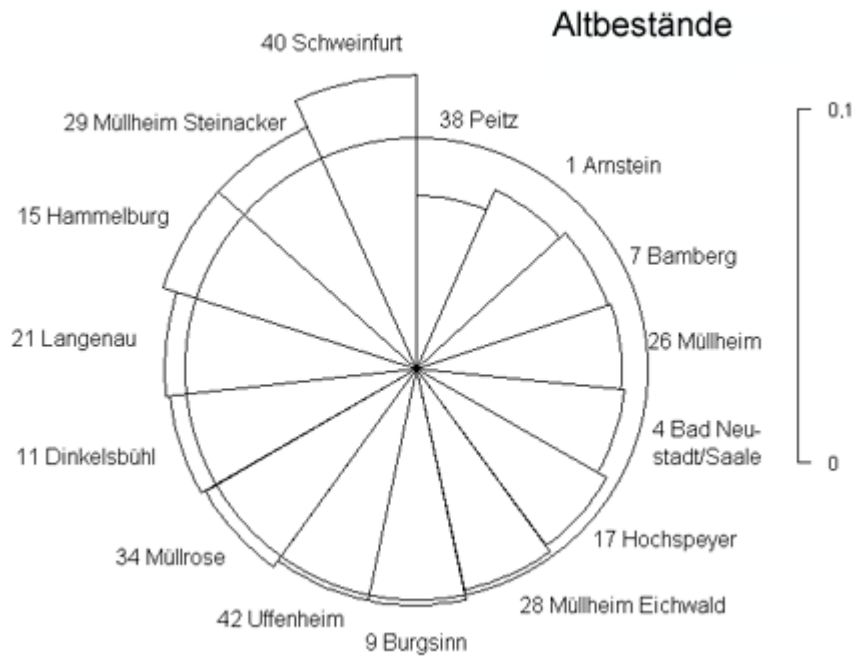 Altbestände
40 Schweinfurt
38 Peitz
0,1
29 Müllheim Steinacker
1 Arnstein
15 Hammelburg
7 Bamberg
21 Langenau
26 Müllheim
4 Bad Neu-
stadt/Saale
0
11 Dinkelsbühl
17 Hochspeyer
34 Müllrose
28 Müllheim Eichwald
42 Uffenheim
9 Burgsinn